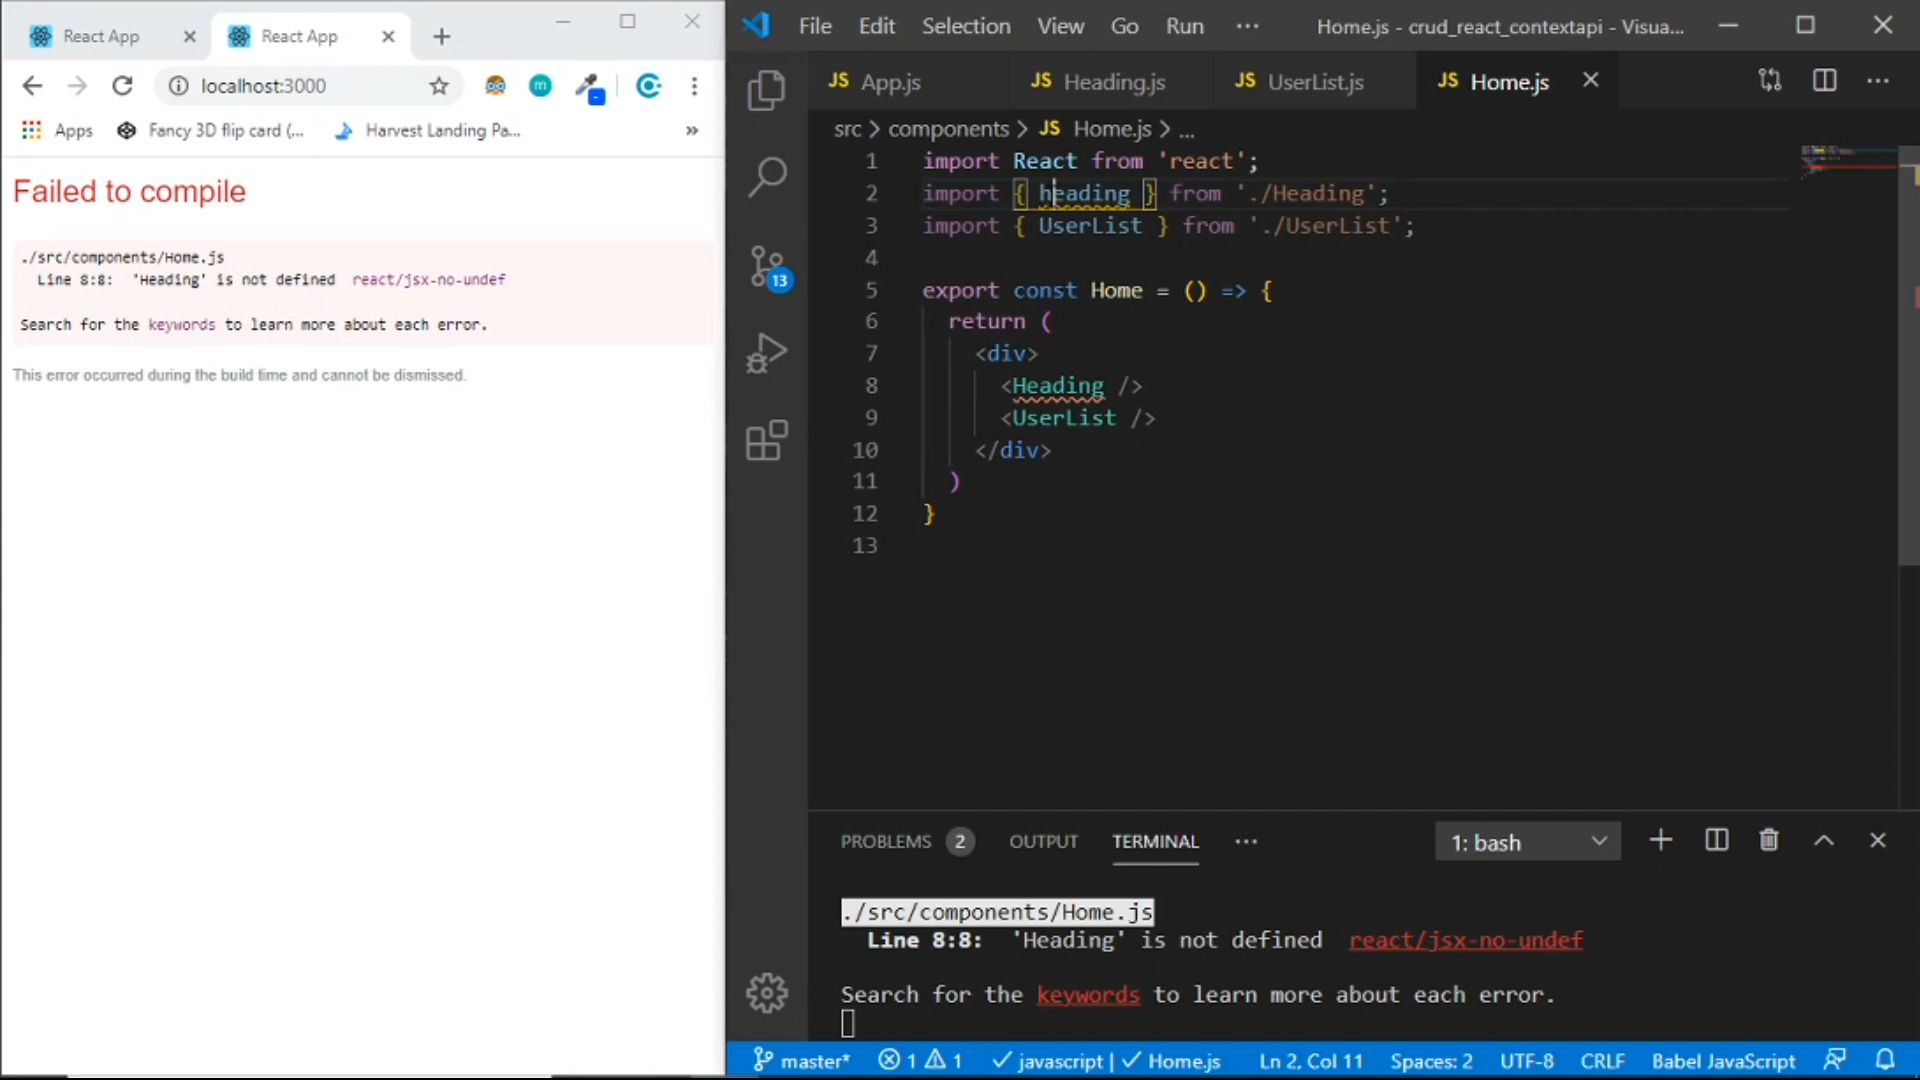 React App
React App
localhost:3000
Apps
Fancy 3D flip card (...
Harvest Landing Pa...
»
Failed to compile
./src/components/Home.js
Line 8:8:  'Heading' is not defined  react/jsx-no-undef
Search for the keywords to learn more about each error.
This error occurred during the build time and cannot be dismissed.
File Edit Selection View Go Run ···
Home.js - crud_react_contextapi - Visua...
JS App.js
JS Heading.js
JS UserList.js
JS Home.js
src > components > JS Home.js > ...
1 import React from 'react';
2 import { heading } from './Heading';
3 import { UserList } from './UserList';
4
5 export const Home = () => {
6 return (
7 <div>
8 <Heading />
9 <UserList />
10 </div>
11 )
12 }
13
13
PROBLEMS 2 OUTPUT TERMINAL ···
1: bash
./src/components/Home.js
Line 8:8:  'Heading' is not defined  react/jsx-no-undef
Search for the keywords to learn more about each error.
master* 1 1 javascript | Home.js Ln 2, Col 11 Spaces: 2 UTF-8 CRLF Babel JavaScript